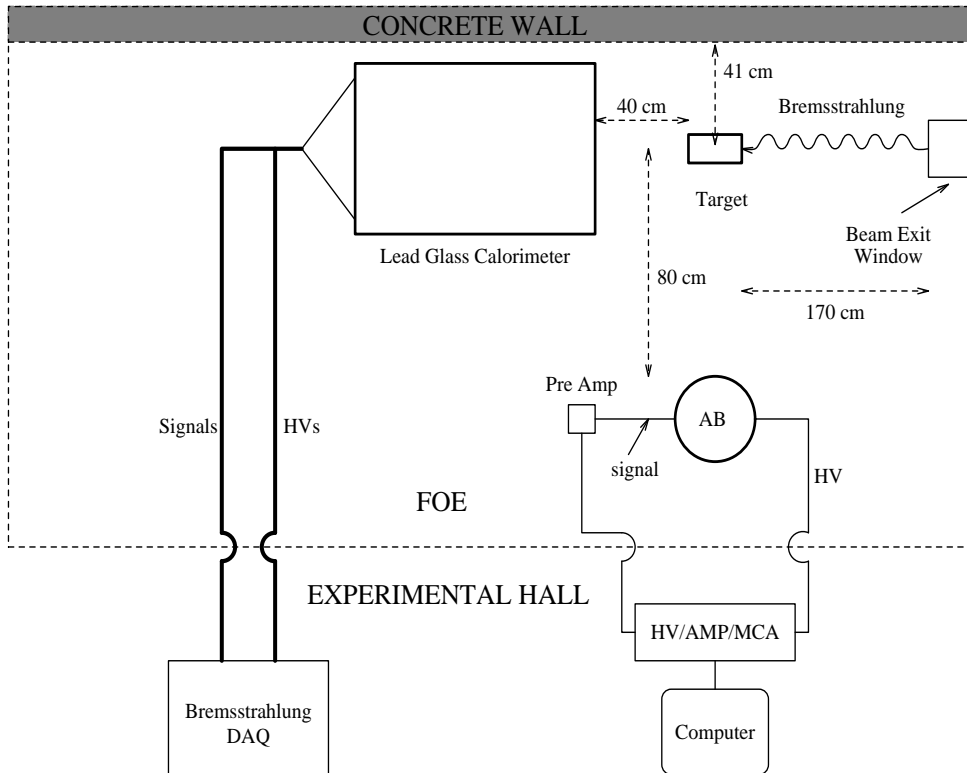 CONCRETE WALL
41 cm
40 cm
Bremsstrahlung
Target
Beam Exit
Window
Lead Glass Calorimeter
80 cm
170 cm
Pre Amp
AB
Signals
HVs
signal
HV
FOE
EXPERIMENTAL HALL
HV/AMP/MCA
Bremsstrahlung
DAQ
Computer